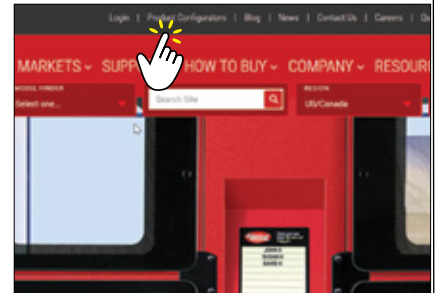 Login | Product Configurators | Blog | News | Contact Us | Careers |
MARKETS SUPP HOW TO BUY COMPANY RESOUR
MODEL FINDER REGION
Select one... Search Site US/Canada